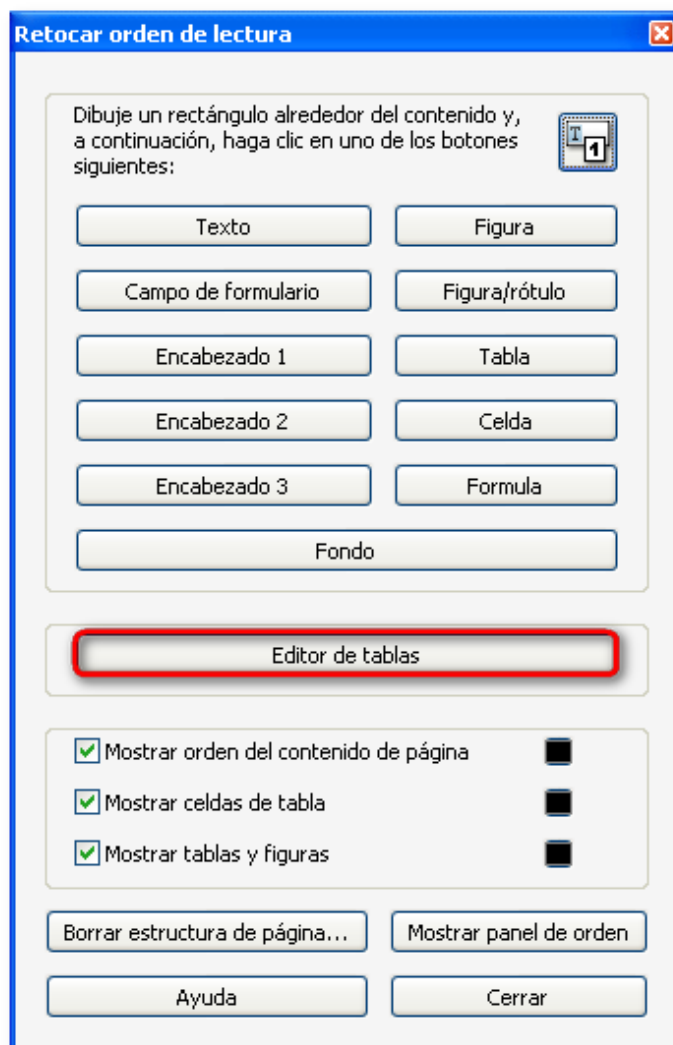 Retocar orden de lectura
Dibuje un rectángulo alrededor del contenido y,
a continuación, haga clic en uno de los botones
siguientes:
T
1
Texto
Figura
Campo de formulario
Figura/rótulo
Encabezado 1
Tabla
Encabezado 2
Celda
Encabezado 3
Formula
Fondo
Editor de tablas
Mostrar orden del contenido de página
Mostrar celdas de tabla
Mostrar tablas y figuras
Borrar estructura de página...
Mostrar panel de orden
Ayuda
Cerrar